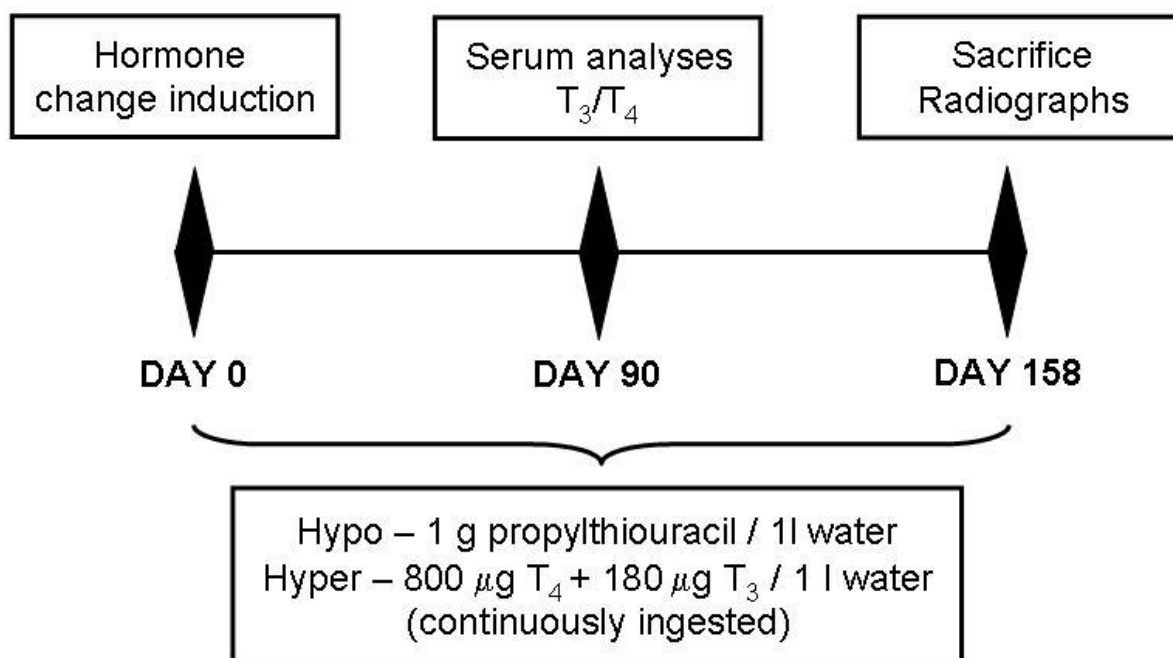 Hormone
change induction
Serum analyses
T₃/T₄
Sacrifice
Radiographs
DAY 0
DAY 90
DAY 158
Hypo – 1 g propylthiouracil / 1l water
Hyper – 800 μg T₄ + 180 μg T₃ / 1 l water
(continuously ingested)